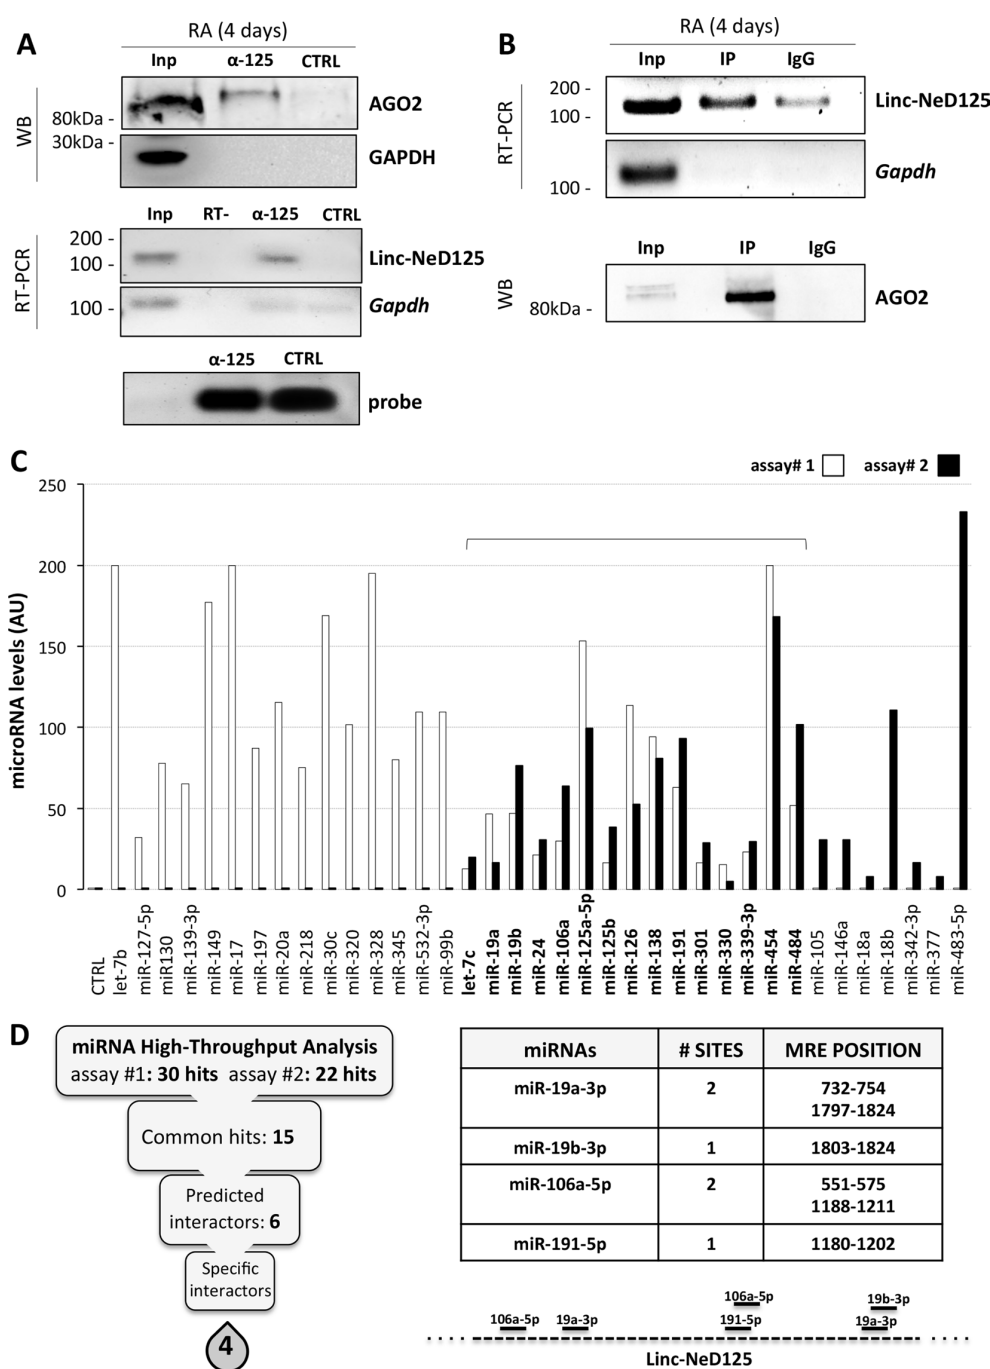 A
RA (4 days)
Inp α-125 CTRL
WB
AGO2
80kDa -
30kDa -
GAPDH
Inp RT- α-125 CTRL
RT-PCR
200 -
100 -
Linc-NeD125
100 -
Gapdh
α-125 CTRL
probe
B
RA (4 days)
Inp IP IgG
RT-PCR
200 -
100 -
Linc-NeD125
Gapdh
100 -
Inp IP IgG
WB
80kDa -
AGO2
C
assay# 1 assay# 2
microRNA levels (AU)
250
200
150
100
50
0
CTRL
let-7b
miR-127-5p
miR130
miR-139-3p
miR-149
miR-17
miR-197
miR-20a
miR-218
miR-30c
miR-320
miR-328
miR-345
miR-532-3p
miR-99b
let-7c
miR-19a
miR-19b
miR-24
miR-106a
miR-125a-5p
miR-125b
miR-126
miR-138
miR-191
miR-301
miR-330
miR-339-3p
miR-454
miR-484
miR-105
miR-146a
miR-18a
miR-18b
miR-342-3p
miR-377
miR-483-5p
D
miRNA High-Throughput Analysis
assay #1: 30 hits assay #2: 22 hits
Common hits: 15
Predicted
interactors: 6
Specific
interactors
4
miRNAs # SITES MRE POSITION
miR-19a-3p 2 732-754
1797-1824
miR-19b-3p 1 1803-1824
miR-106a-5p 2 551-575
1188-1211
miR-191-5p 1 1180-1202
106a-5p 19b-3p
106a-5p 19a-3p 191-5p 19a-3p
Linc-NeD125